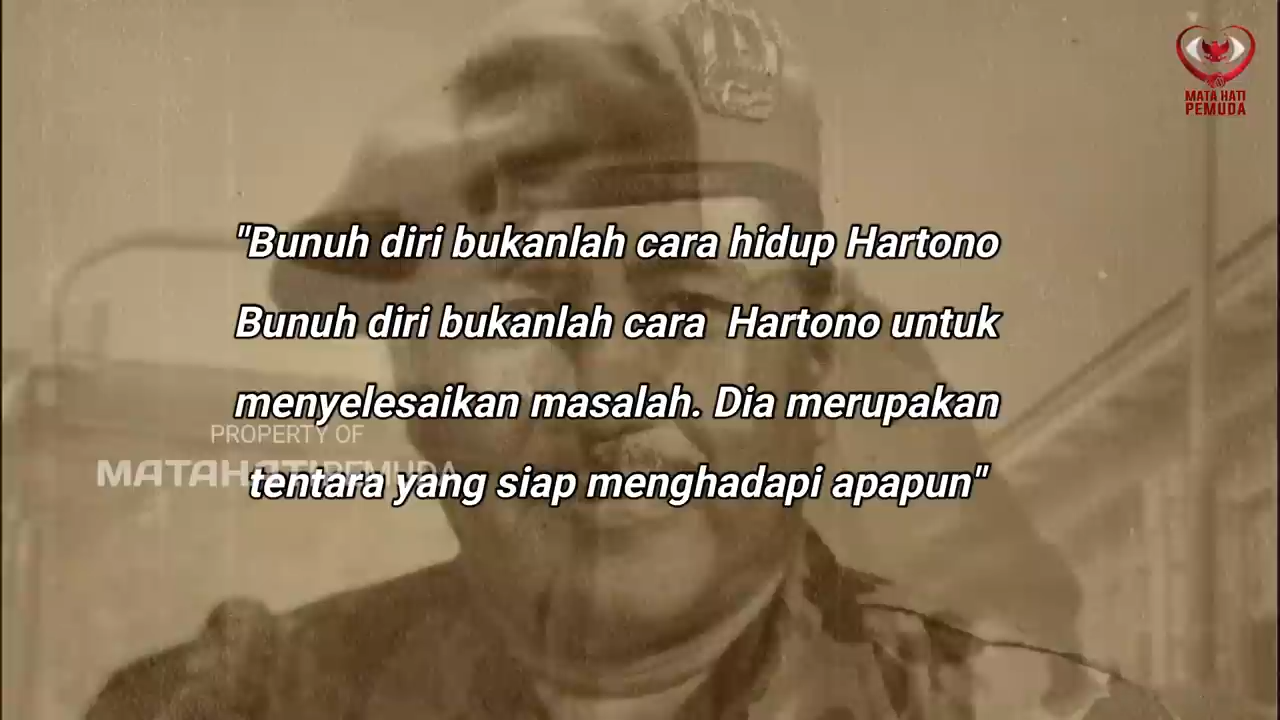 MATA HATI
PEMUDA
"Bunuh diri bukanlah cara hidup Hartono
Bunuh diri bukanlah cara  Hartono untuk
menyelesaikan masalah. Dia merupakan
PROPERTY OF
MATAHATIPEMUDA
tentara yang siap menghadapi apapun"